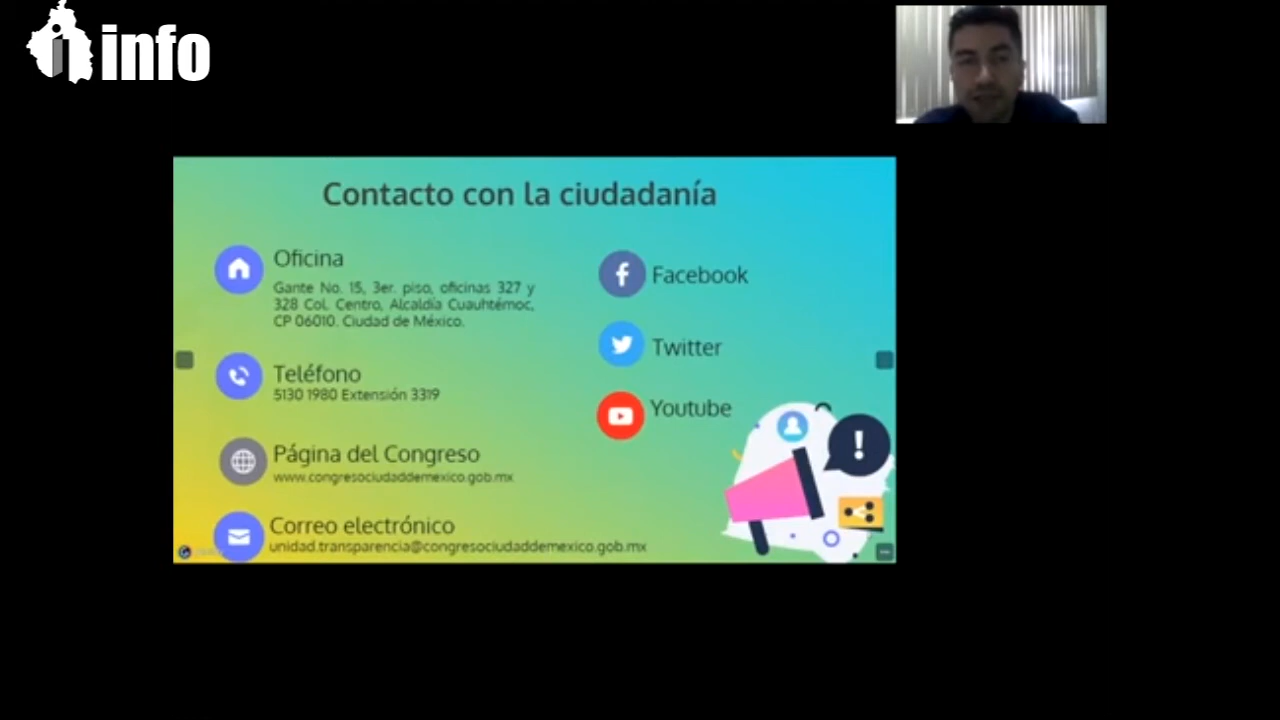 info
Contacto con la ciudadanía
Oficina
Gante No. 15, 3er. piso, oficinas 327 y
328 Col. Centro, Alcaldía Cuauhtémoc,
CP 06010. Ciudad de México.
Teléfono
5130 1980 Extensión 3319
Página del Congreso
www.congresociudaddemexico.gob.mx
Correo electrónico
unidad.transparencia@congresociudaddemexico.gob.mx
Facebook
Twitter
Youtube